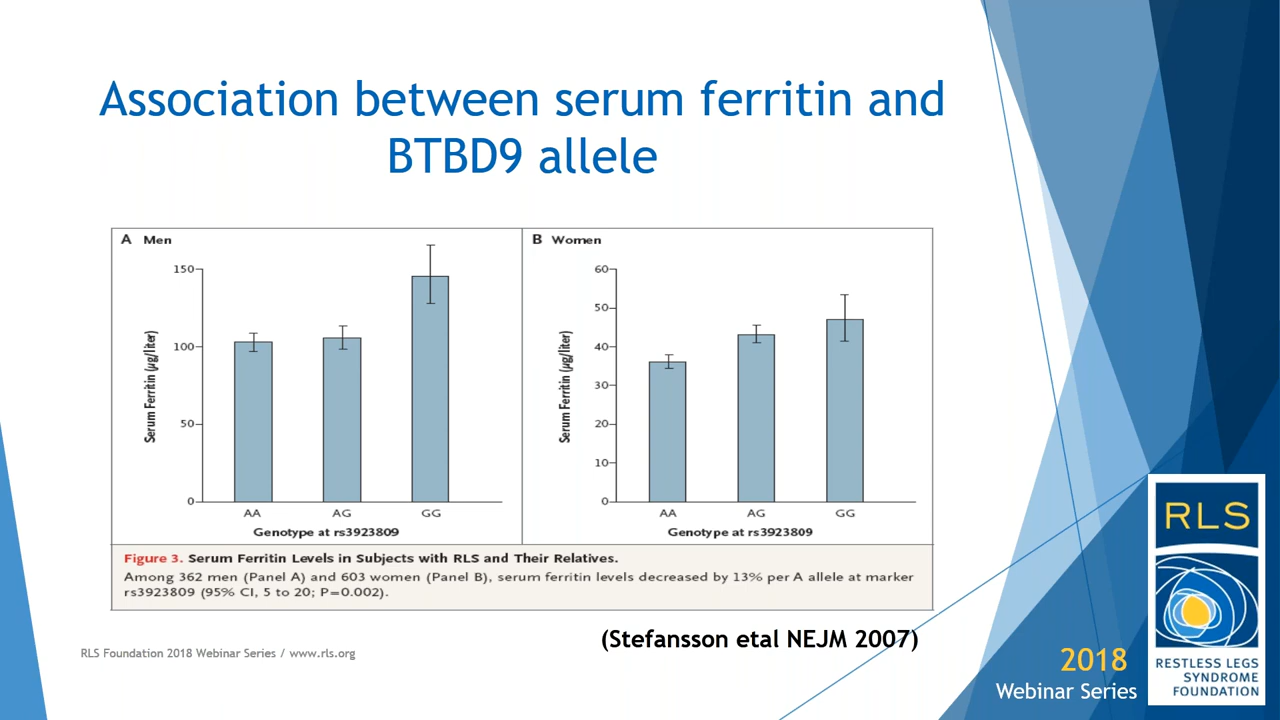 Association between serum ferritin and
BTBD9 allele
A Men
150
100
50
0
Serum Ferritin (μg/liter)
AA AG GG
Genotype at rs3923809
B Women
60
50
40
30
20
10
0
Serum Ferritin (μg/liter)
AA AG GG
Genotype at rs3923809
Figure 3. Serum Ferritin Levels in Subjects with RLS and Their Relatives.
Among 362 men (Panel A) and 603 women (Panel B), serum ferritin levels decreased by 13% per A allele at marker
rs3923809 (95% CI, 5 to 20; P=0.002).
(Stefansson etal NEJM 2007)
RLS Foundation 2018 Webinar Series / www.rls.org
2018
Webinar Series
RLS
RESTLESS LEGS
SYNDROME
FOUNDATION